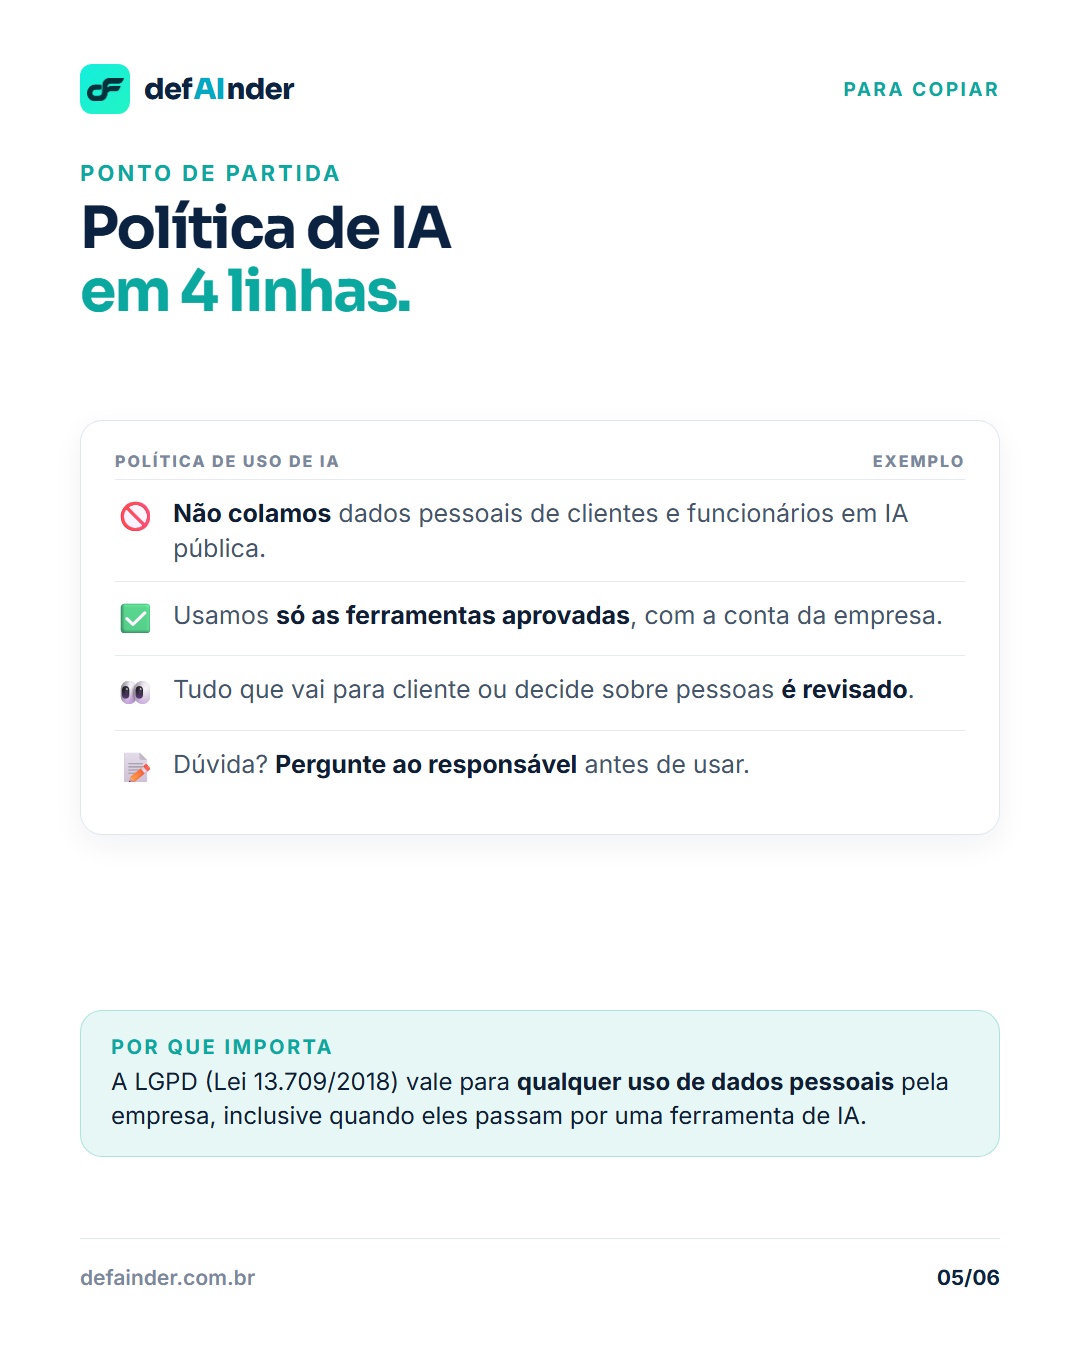 defAInder
PARA COPIAR
PONTO DE PARTIDA
Política de IA
em 4 linhas.
POLÍTICA DE USO DE IA
EXEMPLO
Não colamos dados pessoais de clientes e funcionários em IA
pública.
Usamos só as ferramentas aprovadas, com a conta da empresa.
Tudo que vai para cliente ou decide sobre pessoas é revisado.
Dúvida? Pergunte ao responsável antes de usar.
POR QUE IMPORTA
A LGPD (Lei 13.709/2018) vale para qualquer uso de dados pessoais pela
empresa, inclusive quando eles passam por uma ferramenta de IA.
defainder.com.br
05/06